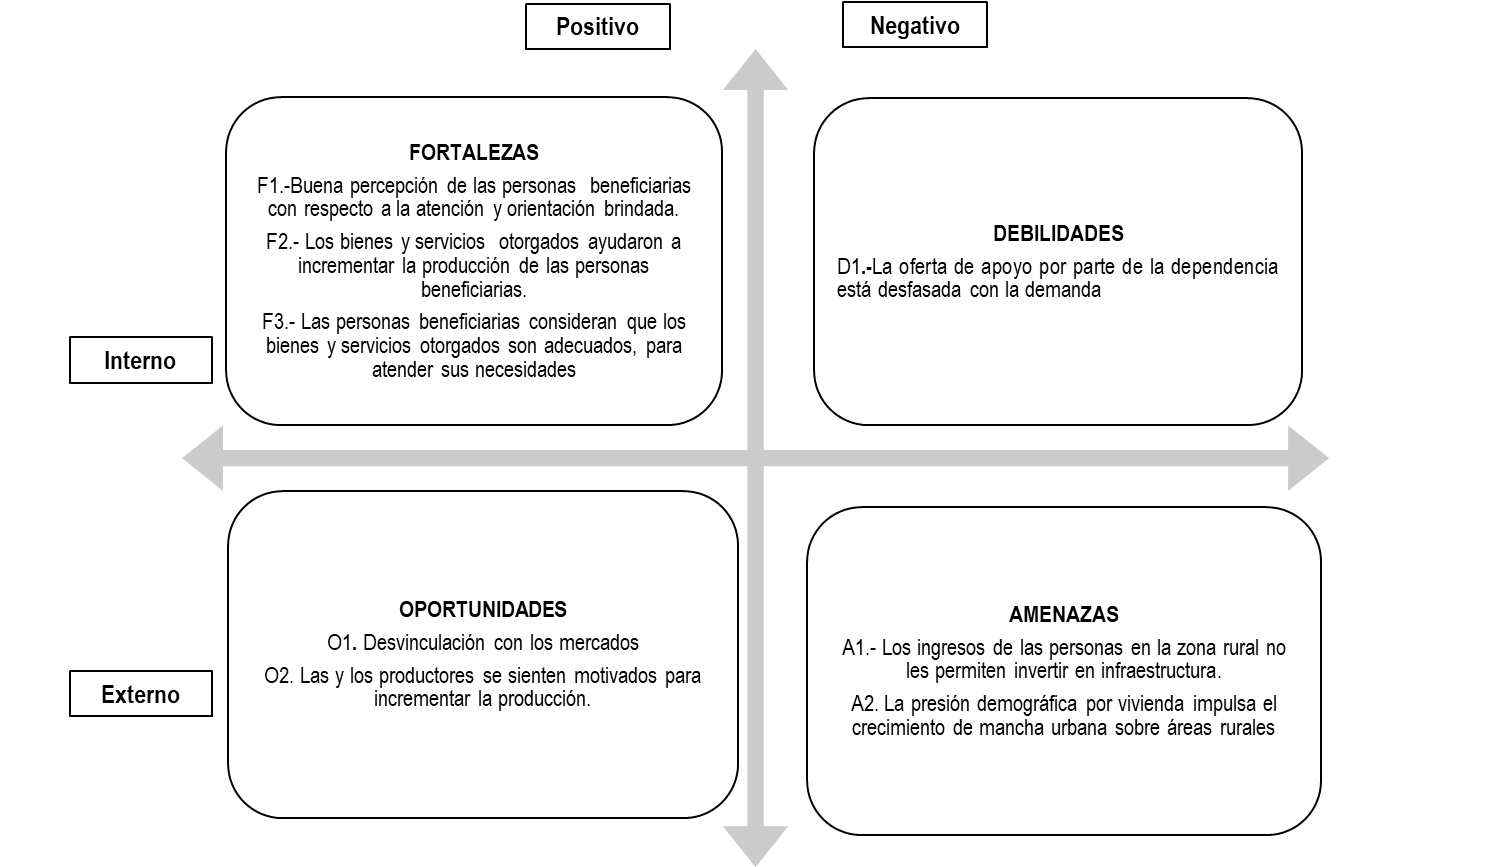 Positivo
Negativo
FORTALEZAS
F1.-Buena percepción de las personas beneficiarias
con respecto a la atención y orientación brindada.
F2.- Los bienes y servicios otorgados ayudaron a
incrementar la producción de las personas
beneficiarias.
F3.- Las personas beneficiarias consideran que los
bienes y servicios otorgados son adecuados, para
atender sus necesidades
DEBILIDADES
D1.-La oferta de apoyo por parte de la dependencia
está desfasada con la demanda
Interno
OPORTUNIDADES
O1. Desvinculación con los mercados
O2. Las y los productores se sienten motivados para
incrementar la producción.
AMENAZAS
A1.- Los ingresos de las personas en la zona rural no
les permiten invertir en infraestructura.
A2. La presión demográfica por vivienda impulsa el
crecimiento de mancha urbana sobre áreas rurales
Externo